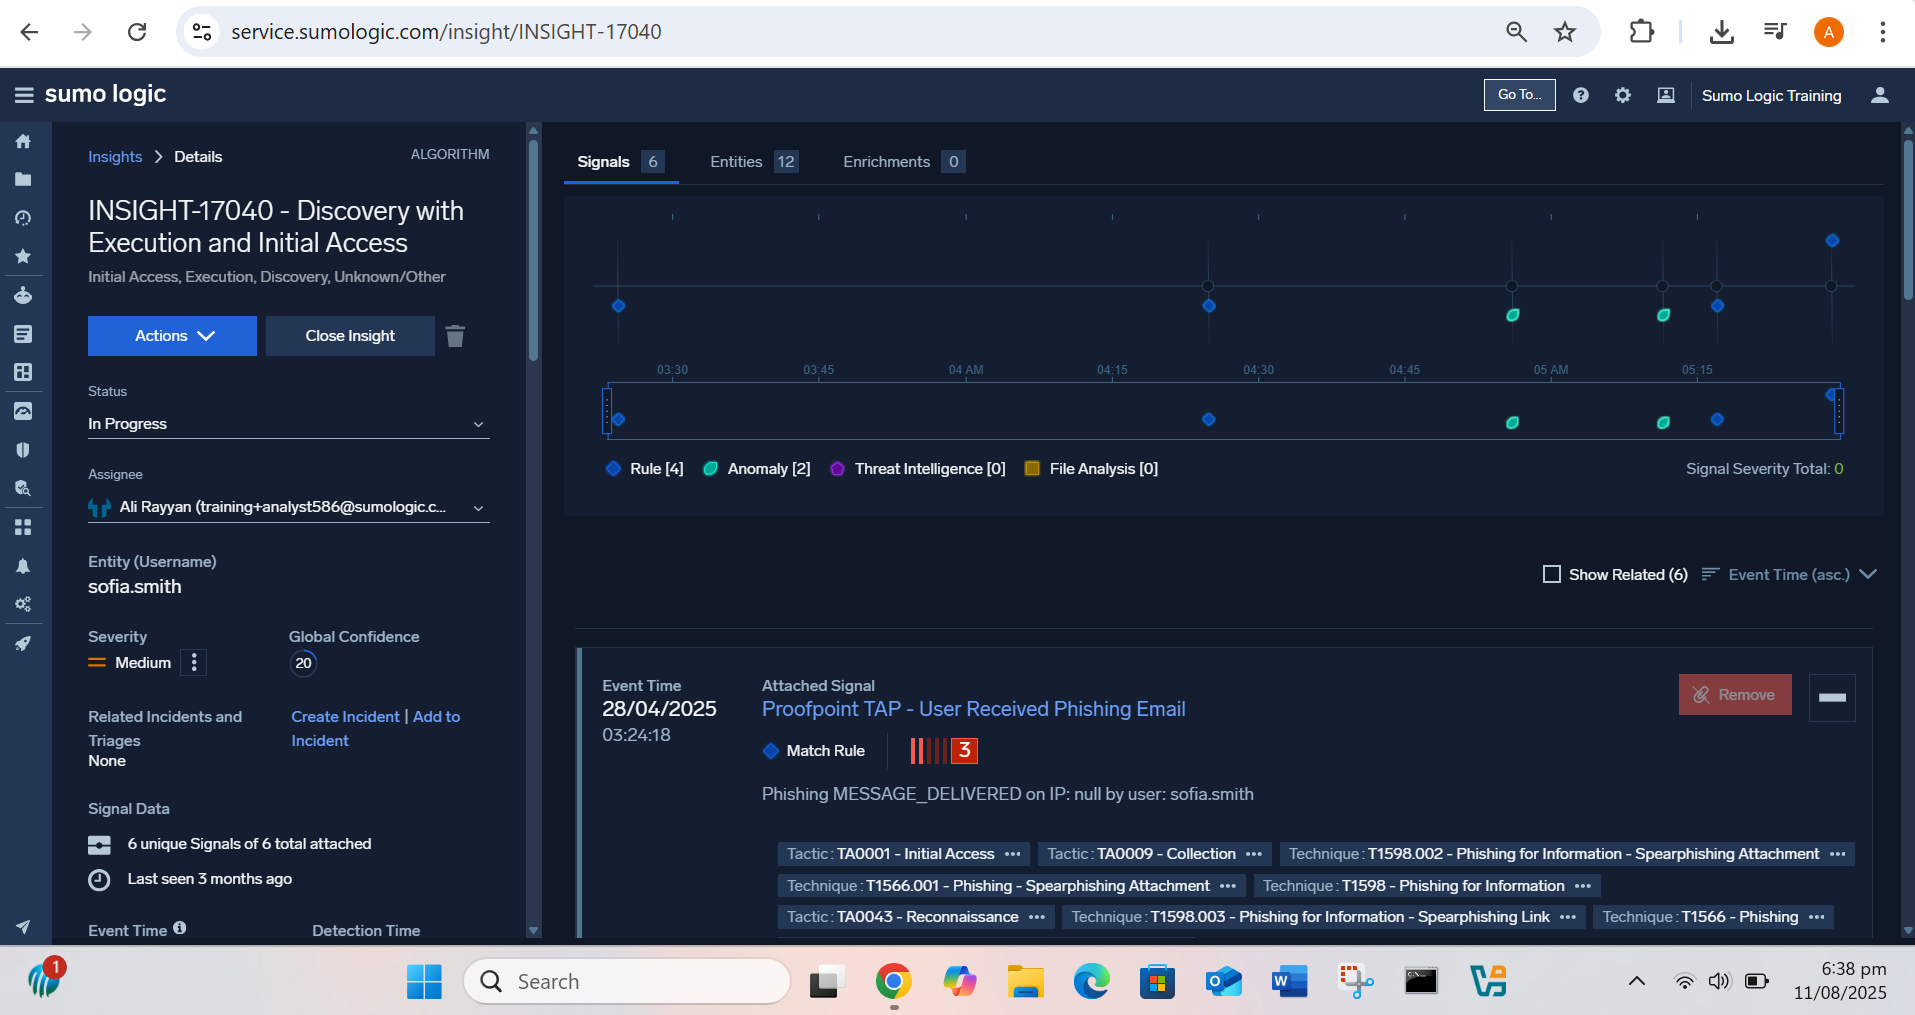 service.sumologic.com/insight/INSIGHT-17040
A
sumo logic
Go To...
Sumo Logic Training
Insights > Details
ALGORITHM
INSIGHT-17040 - Discovery with
Execution and Initial Access
Initial Access, Execution, Discovery, Unknown/Other
Actions
Close Insight
Status
In Progress
Assignee
Ali Rayyan (training+analyst586@sumologic.c...
Entity (Username)
sofia.smith
Severity
Global Confidence
Medium
20
Related Incidents and
Triages
None
Create Incident | Add to
Incident
Signal Data
6 unique Signals of 6 total attached
Last seen 3 months ago
Event Time
Detection Time
Signals 6
Entities 12
Enrichments 0
03:30 03:45 04 AM 04:15 04:30 04:45 05 AM 05:15
Rule [4] Anomaly [2] Threat Intelligence [0] File Analysis [0]
Signal Severity Total: 0
Show Related (6)
Event Time (asc.)
Event Time
28/04/2025
03:24:18
Attached Signal
Proofpoint TAP - User Received Phishing Email
Remove
Match Rule
3
Phishing MESSAGE_DELIVERED on IP: null by user: sofia.smith
Tactic : TA0001 - Initial Access ...
Tactic : TA0009 - Collection ...
Technique : T1598.002 - Phishing for Information - Spearphishing Attachment ...
Technique : T1566.001 - Phishing - Spearphishing Attachment ...
Technique : T1598 - Phishing for Information ...
Tactic : TA0043 - Reconnaissance ...
Technique : T1598.003 - Phishing for Information - Spearphishing Link ...
Technique : T1566 - Phishing ...
1
Search
6:38 pm
11/08/2025